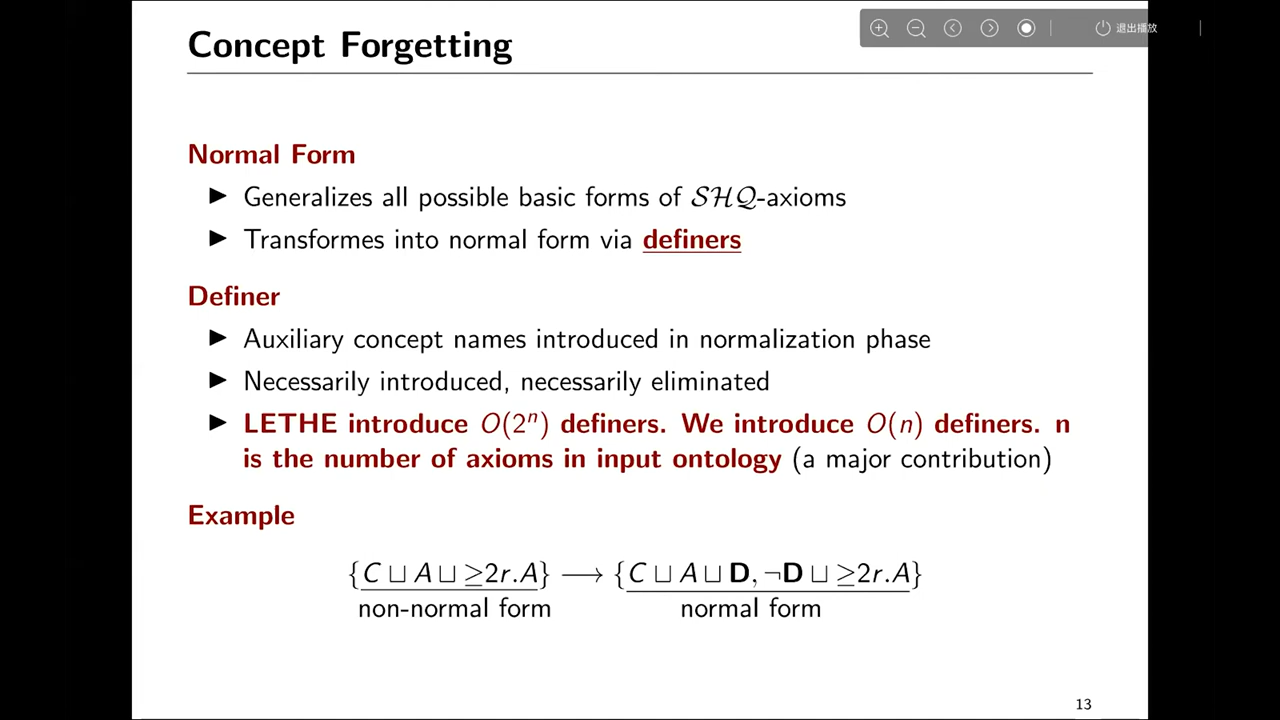 Concept Forgetting
退出播放
Normal Form
▶ Generalizes all possible basic forms of 𝒮ℋ𝒬-axioms
▶ Transformes into normal form via definers
Definer
▶ Auxiliary concept names introduced in normalization phase
▶ Necessarily introduced, necessarily eliminated
▶ LETHE introduce O(2ⁿ) definers. We introduce O(n) definers. n
is the number of axioms in input ontology (a major contribution)
Example
{C ⊔ A ⊔ ≥2r.A} ⟶ {C ⊔ A ⊔ D, ¬D ⊔ ≥2r.A}
non-normal form normal form
13